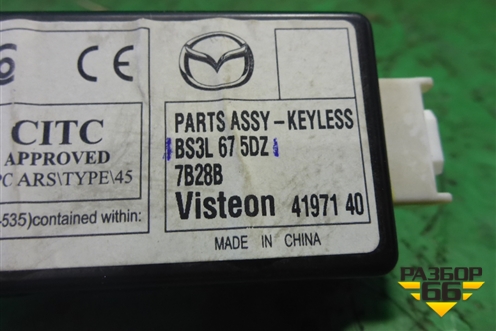 CE
CITC
APPROVED
PC ARS\TYPE\45
-535)contained within:
PARTS ASSY-KEYLESS
BS3L 67 5DZ
7B28B
Visteon 41971 40
MADE IN CHINA
РАЗБОР
66